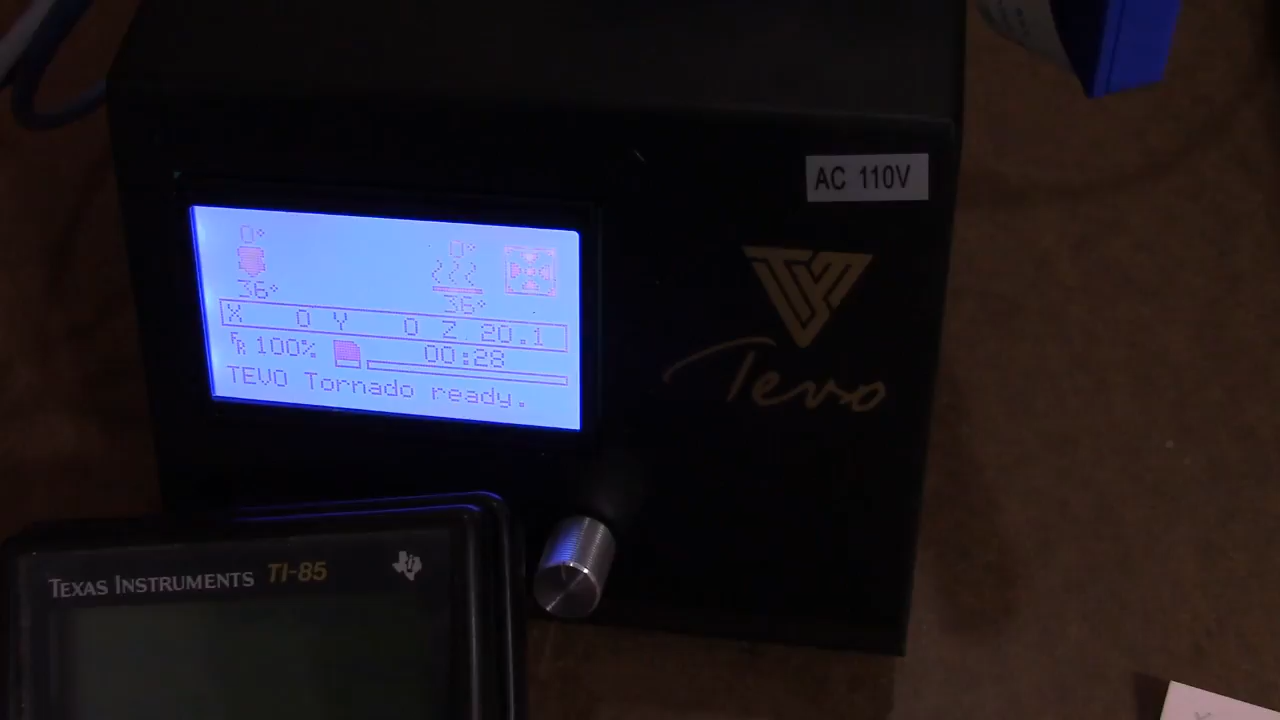 AC 110V
0° 0°
36° 36°
X 0 Y 0 Z 20.1
FR 100% 00:28
TEVO Tornado ready.
Tevo
TEXAS INSTRUMENTS TI-85